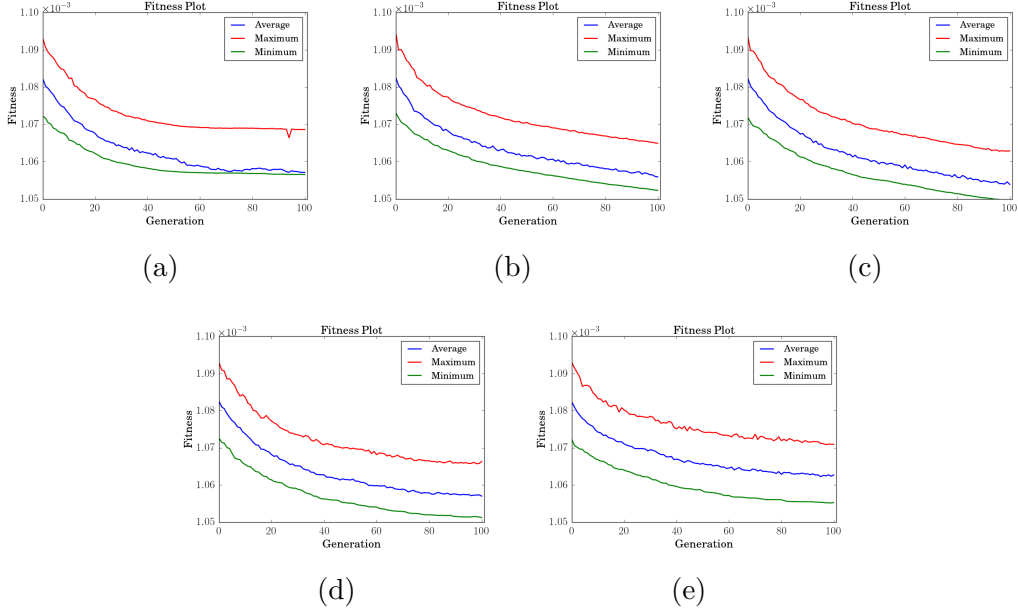 Fitness Plot
×10⁻³
1.10
1.09
1.08
1.07
1.06
1.05
Fitness
Average
Maximum
Minimum
0 20 40 60 80 100
Generation
(a)
Fitness Plot
×10⁻³
1.10
1.09
1.08
1.07
1.06
1.05
Fitness
Average
Maximum
Minimum
0 20 40 60 80 100
Generation
(b)
Fitness Plot
×10⁻³
1.10
1.09
1.08
1.07
1.06
1.05
Fitness
Average
Maximum
Minimum
0 20 40 60 80 100
Generation
(c)
Fitness Plot
×10⁻³
1.10
1.09
1.08
1.07
1.06
1.05
Fitness
Average
Maximum
Minimum
0 20 40 60 80 100
Generation
(d)
Fitness Plot
×10⁻³
1.10
1.09
1.08
1.07
1.06
1.05
Fitness
Average
Maximum
Minimum
0 20 40 60 80 100
Generation
(e)